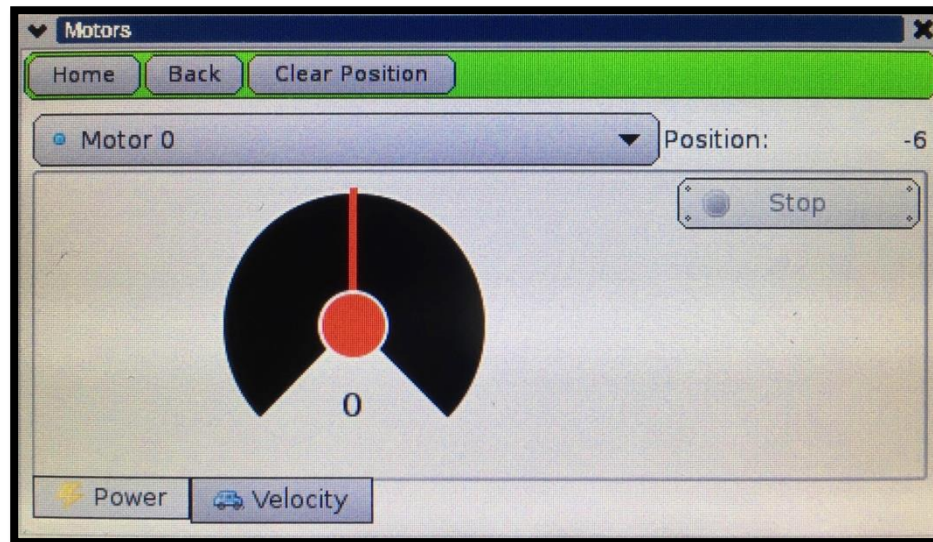 Motors
Home Back Clear Position
Motor 0 Position: -6
Stop
0
Power Velocity